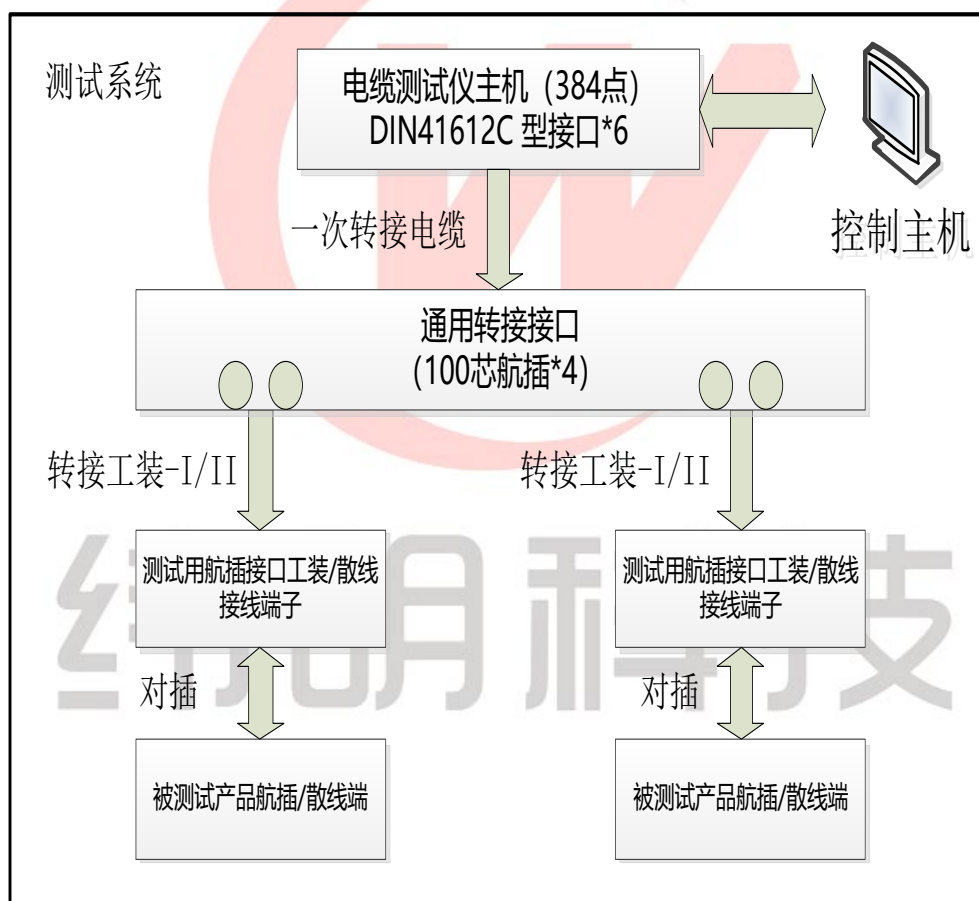 测试系统
电缆测试仪主机（384点）
DIN41612C 型接口*6
控制主机
一次转接电缆
通用转接接口
（100芯航插*4）
转接工装-I/II
转接工装-I/II
测试用航插接口工装/散线
接线端子
测试用航插接口工装/散线
接线端子
对插
对插
被测试产品航插/散线端
被测试产品航插/散线端